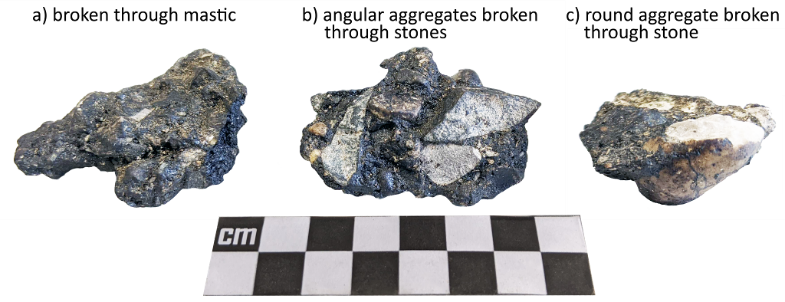 a) broken through mastic
b) angular aggregates broken
through stones
c) round aggregate broken
through stone
cm